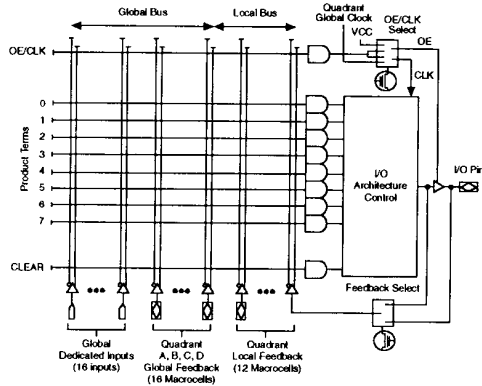 Global Bus
Local Bus
Quadrant
Global Clock
OE/CLK
Select
VCC
OE
OE/CLK
CLK
Product Terms
0
1
2
3
4
5
6
7
I/O
Architecture
Control
I/O Pin
CLEAR
Feedback Select
Global
Dedicated Inputs
(16 inputs)
Quadrant
A, B, C, D
Global Feedback
(16 Macrocells)
Quadrant
Local Feedback
(12 Macrocells)